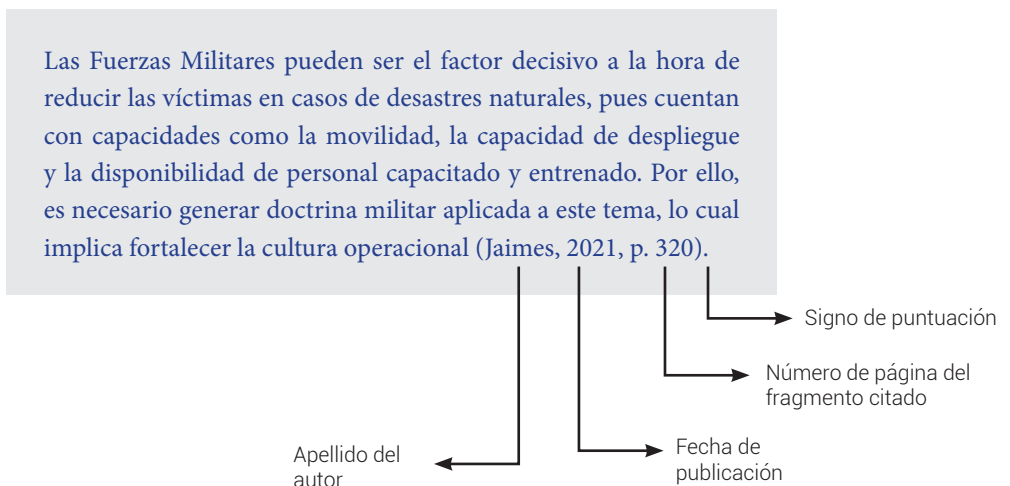 Las Fuerzas Militares pueden ser el factor decisivo a la hora de
reducir las víctimas en casos de desastres naturales, pues cuentan
con capacidades como la movilidad, la capacidad de despliegue
y la disponibilidad de personal capacitado y entrenado. Por ello,
es necesario generar doctrina militar aplicada a este tema, lo cual
implica fortalecer la cultura operacional (Jaimes, 2021, p. 320).
Signo de puntuación
Número de página del
fragmento citado
Fecha de
publicación
Apellido del
autor